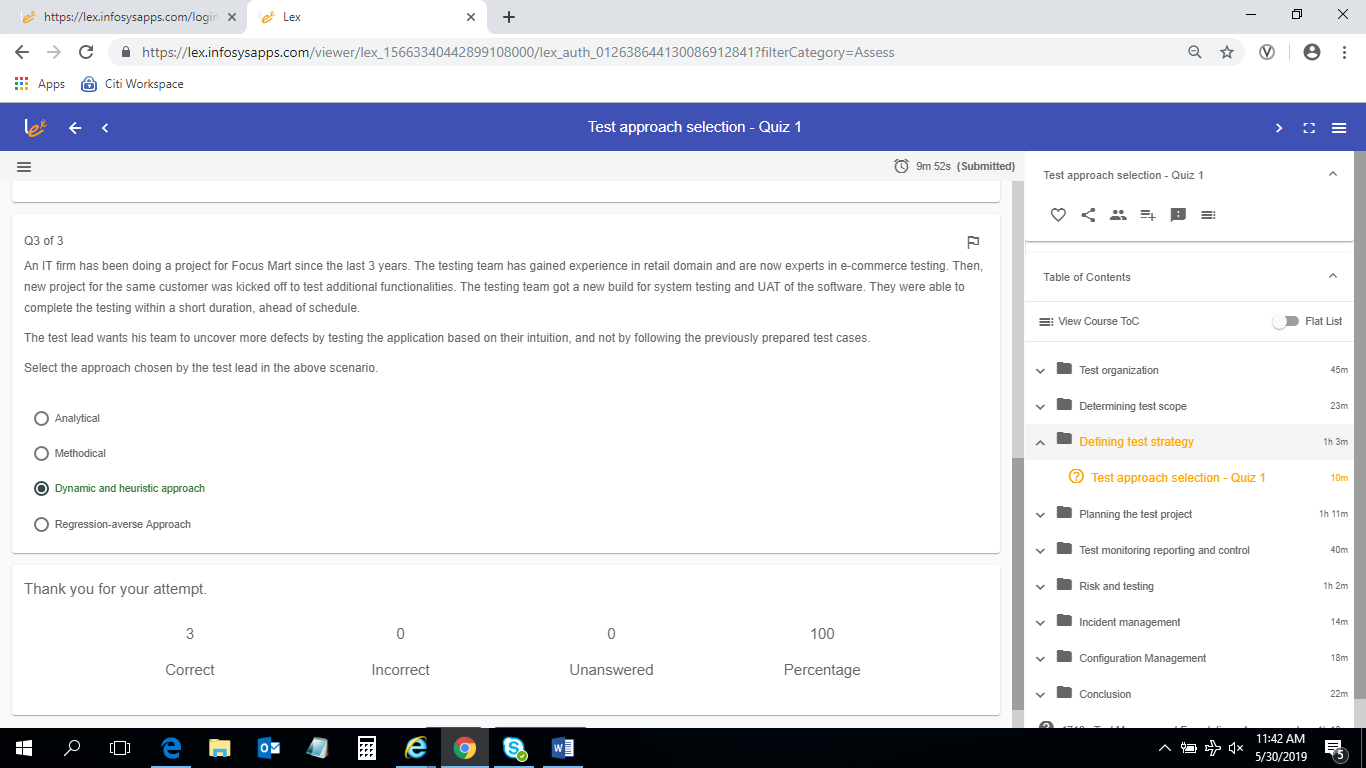 https://lex.infosysapps.com/login
Lex
https://lex.infosysapps.com/viewer/lex_15663340442899108000/lex_auth_012638644130086912841?filterCategory=Assess
Apps
Citi Workspace
Lex
Test approach selection - Quiz 1
9m 52s (Submitted)
Q3 of 3
An IT firm has been doing a project for Focus Mart since the last 3 years. The testing team has gained experience in retail domain and are now experts in e-commerce testing. Then,
new project for the same customer was kicked off to test additional functionalities. The testing team got a new build for system testing and UAT of the software. They were able to
complete the testing within a short duration, ahead of schedule.
The test lead wants his team to uncover more defects by testing the application based on their intuition, and not by following the previously prepared test cases.
Select the approach chosen by the test lead in the above scenario.
Analytical
Methodical
Dynamic and heuristic approach
Regression-averse Approach
Thank you for your attempt.
3 0 0 100
Correct Incorrect Unanswered Percentage
Test approach selection - Quiz 1
Table of Contents
View Course ToC Flat List
Test organization 45m
Determining test scope 23m
Defining test strategy 1h 3m
Test approach selection - Quiz 1 10m
Planning the test project 1h 11m
Test monitoring reporting and control 40m
Risk and testing 1h 2m
Incident management 14m
Configuration Management 18m
Conclusion 22m
11:42 AM
5/30/2019
5